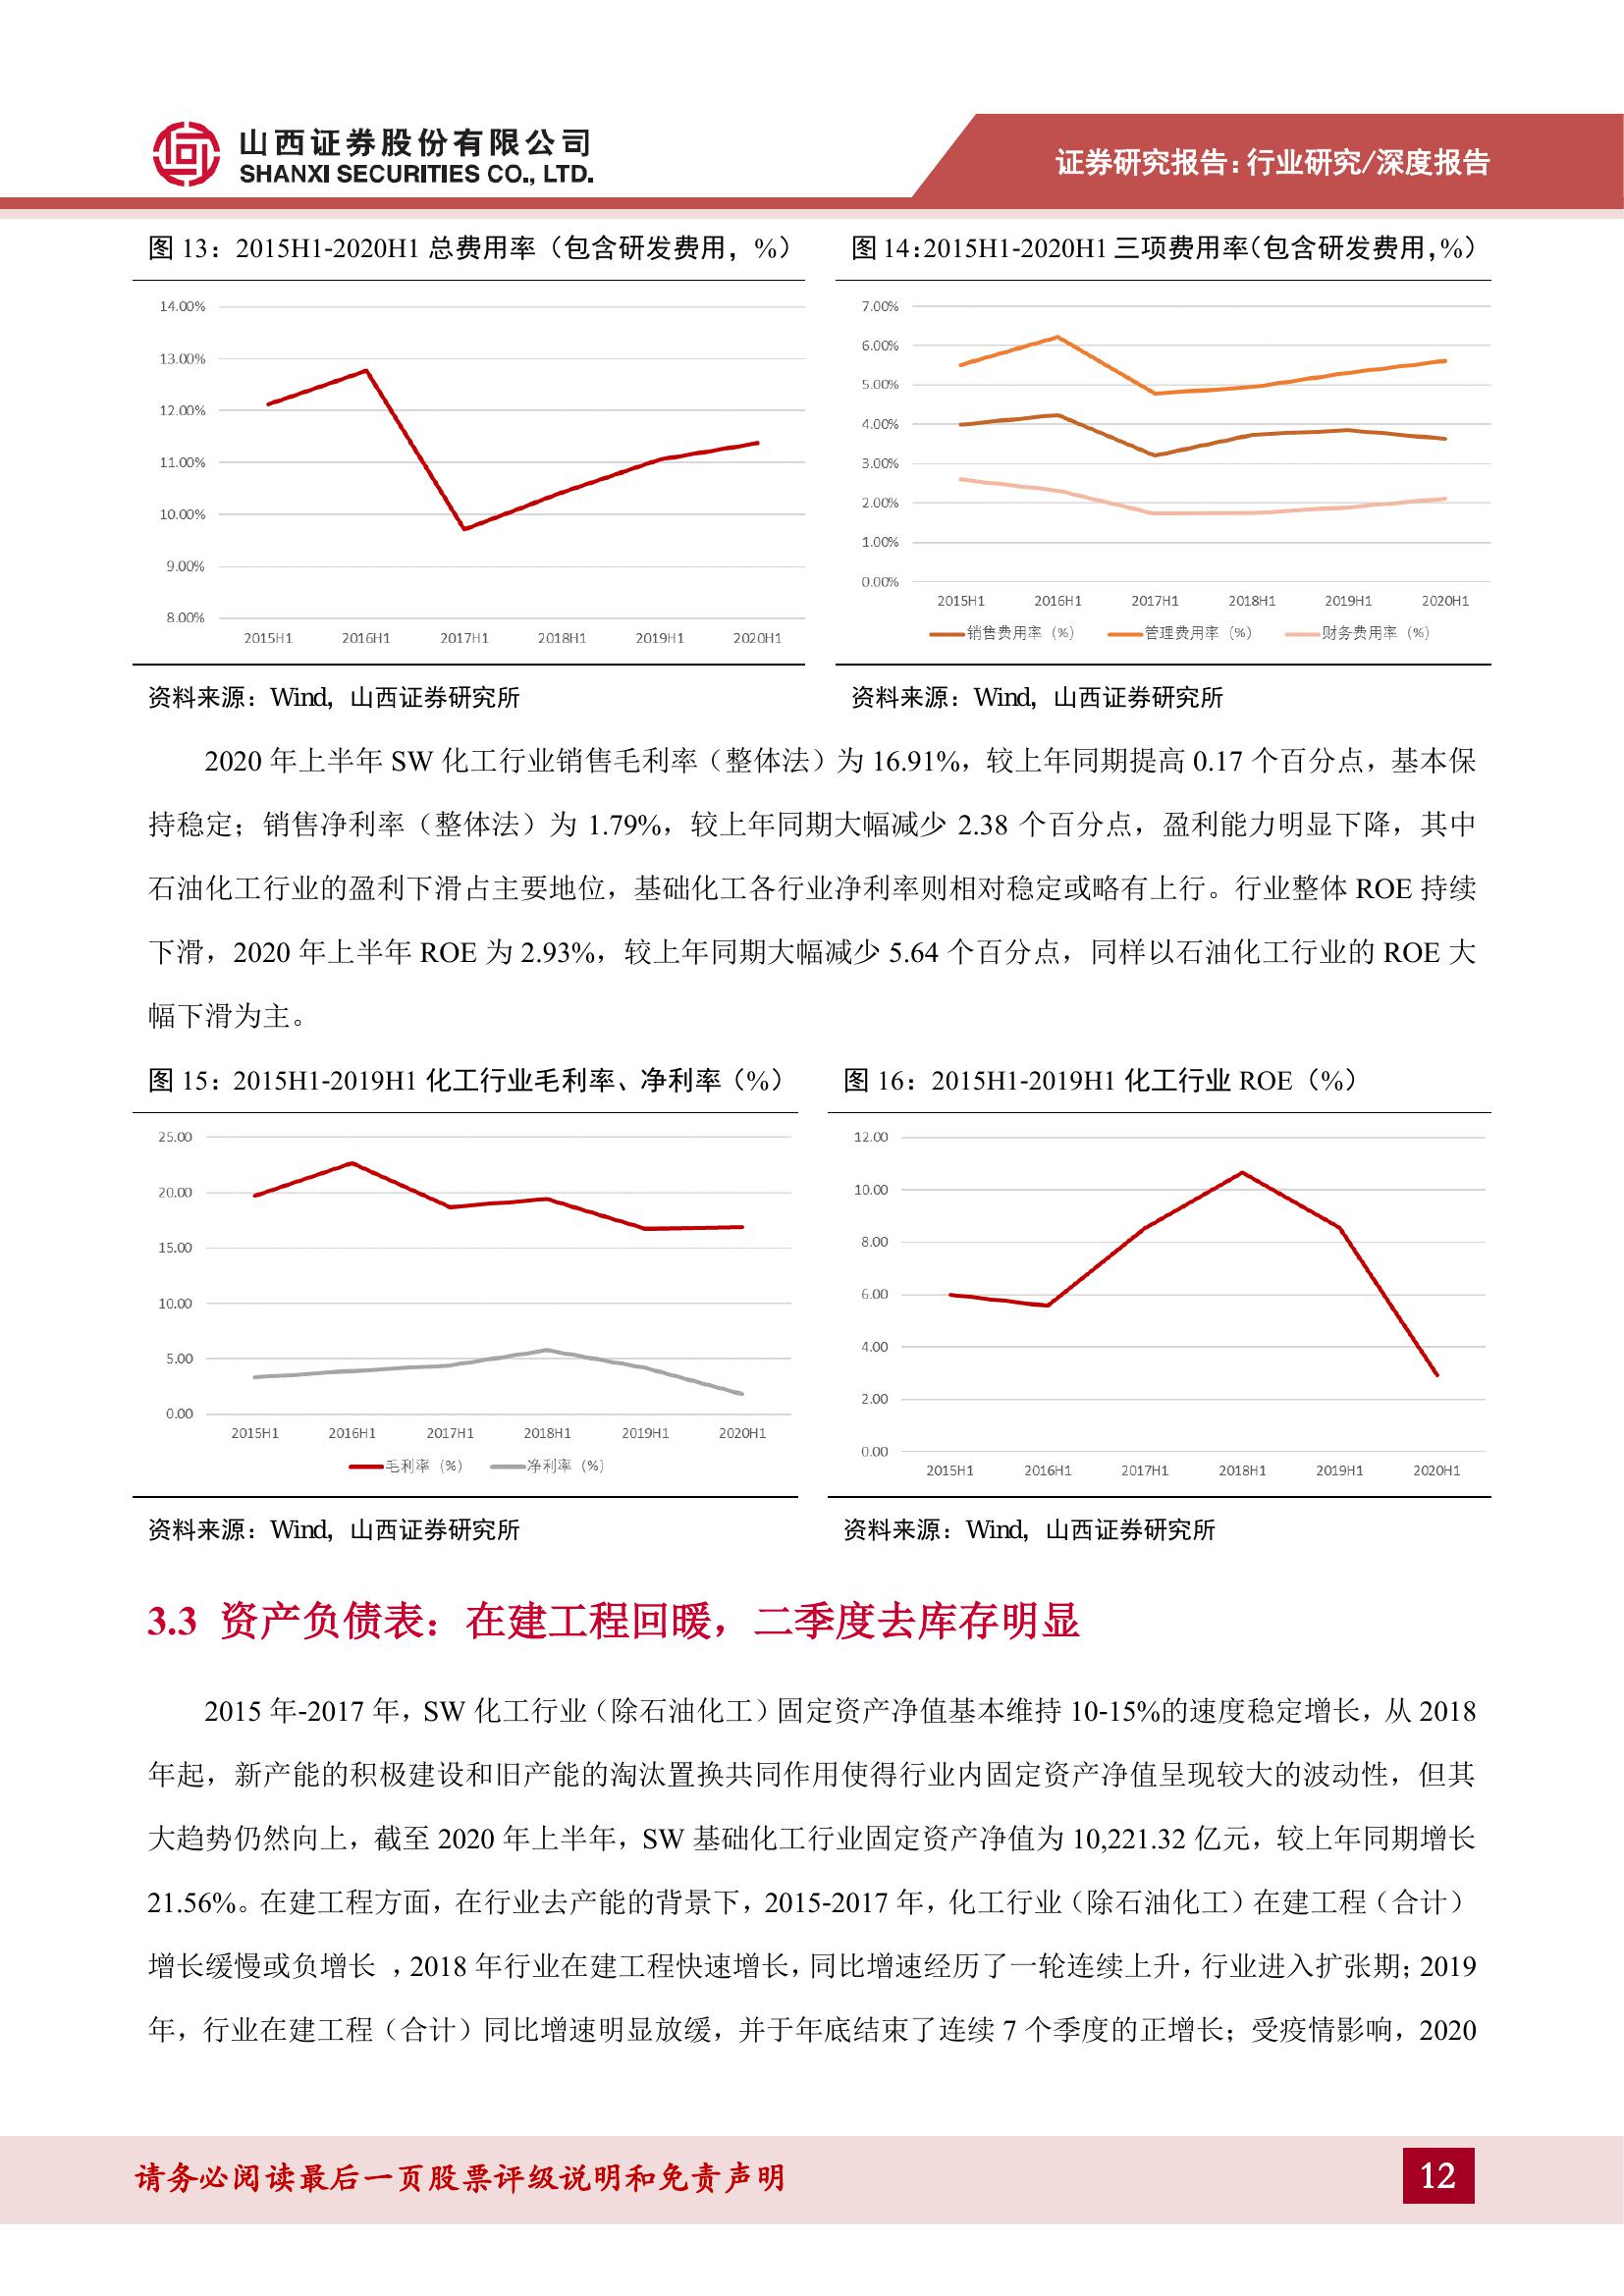 山西证券股份有限公司
SHANXI SECURITIES CO., LTD.
证券研究报告:行业研究/深度报告
图 13：2015H1-2020H1 总费用率（包含研发费用，%）
14.00%
13.00%
12.00%
11.00%
10.00%
9.00%
8.00%
2015H1 2016H1 2017H1 2018H1 2019H1 2020H1
资料来源：Wind，山西证券研究所
图 14:2015H1-2020H1 三项费用率（包含研发费用,%）
7.00%
6.00%
5.00%
4.00%
3.00%
2.00%
1.00%
0.00%
2015H1 2016H1 2017H1 2018H1 2019H1 2020H1
销售费用率（%） 管理费用率（%） 财务费用率（%）
资料来源：Wind，山西证券研究所
2020 年上半年 SW 化工行业销售毛利率（整体法）为 16.91%，较上年同期提高 0.17 个百分点，基本保
持稳定；销售净利率（整体法）为 1.79%，较上年同期大幅减少 2.38 个百分点，盈利能力明显下降，其中
石油化工行业的盈利下滑占主要地位，基础化工各行业净利率则相对稳定或略有上行。行业整体 ROE 持续
下滑，2020 年上半年 ROE 为 2.93%，较上年同期大幅减少 5.64 个百分点，同样以石油化工行业的 ROE 大
幅下滑为主。
图 15：2015H1-2019H1 化工行业毛利率、净利率（%）
25.00
20.00
15.00
10.00
5.00
0.00
2015H1 2016H1 2017H1 2018H1 2019H1 2020H1
毛利率（%） 净利率（%）
资料来源：Wind，山西证券研究所
图 16：2015H1-2019H1 化工行业 ROE（%）
12.00
10.00
8.00
6.00
4.00
2.00
0.00
2015H1 2016H1 2017H1 2018H1 2019H1 2020H1
资料来源：Wind，山西证券研究所
3.3 资产负债表：在建工程回暖，二季度去库存明显
2015 年-2017 年，SW 化工行业（除石油化工）固定资产净值基本维持 10-15%的速度稳定增长，从 2018
年起，新产能的积极建设和旧产能的淘汰置换共同作用使得行业内固定资产净值呈现较大的波动性，但其
大趋势仍然向上，截至 2020 年上半年，SW 基础化工行业固定资产净值为 10,221.32 亿元，较上年同期增长
21.56%。在建工程方面，在行业去产能的背景下，2015-2017 年，化工行业（除石油化工）在建工程（合计）
增长缓慢或负增长 ，2018 年行业在建工程快速增长，同比增速经历了一轮连续上升，行业进入扩张期；2019
年，行业在建工程（合计）同比增速明显放缓，并于年底结束了连续 7 个季度的正增长；受疫情影响，2020
请务必阅读最后一页股票评级说明和免责声明
12